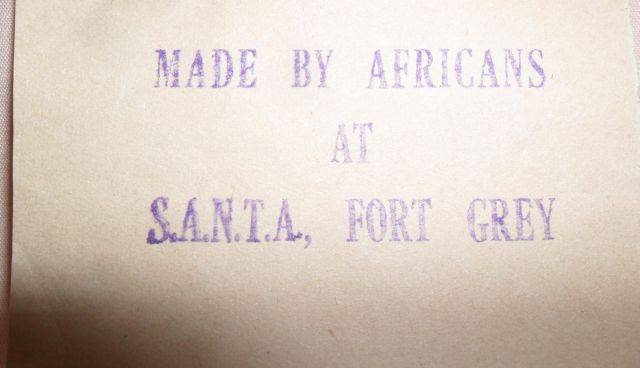 MADE BY AFRICANS
AT
S.A.N.T.A., FORT GREY